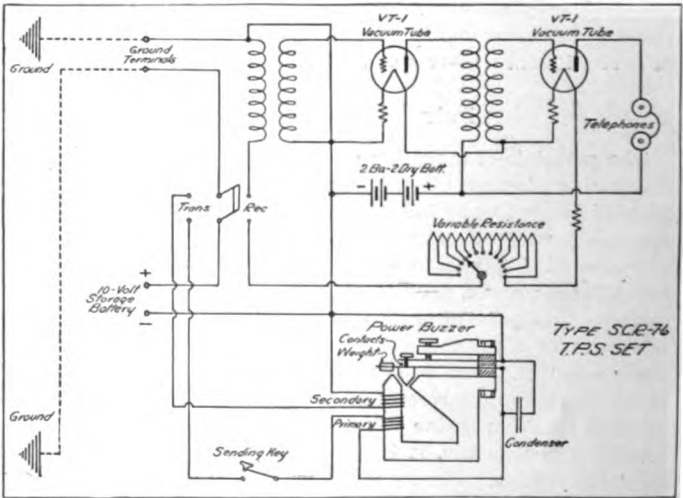 VT-1
Vacuum Tube
VT-1
Vacuum Tube
Ground
Ground
Terminals
Telephones
2 Ba-2 Dry Batt.
- +
Trans
Rec
Variable Resistance
+
10-Volt
Storage
Battery
-
Power Buzzer
Contacts
Weight
TYPE SCR-76
T.P.S. SET
Secondary
Ground
Primary
Condenser
Sending Key